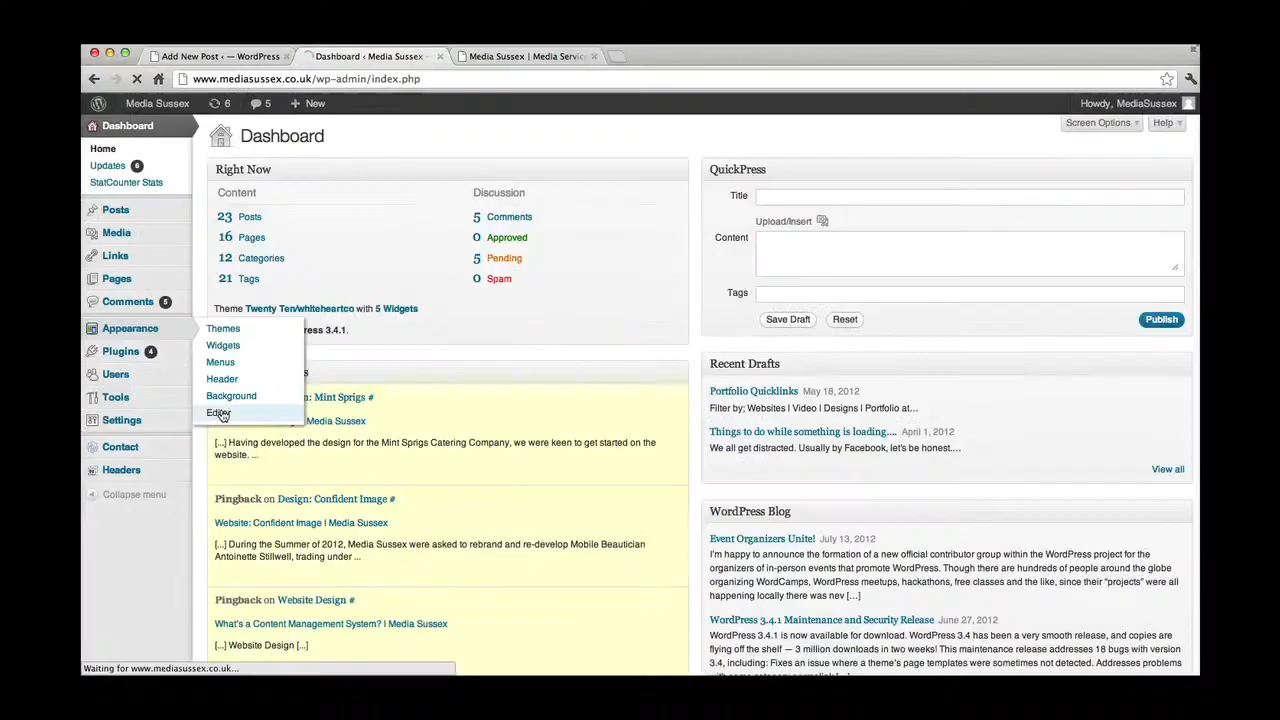 Add New Post ‹ — WordPress
Dashboard ‹ Media Sussex
Media Sussex | Media Servic
www.mediasussex.co.uk/wp-admin/index.php
Media Sussex 6 5 New
Howdy, MediaSussex
Dashboard
Home
Updates 6
StatCounter Stats
Posts
Media
Links
Pages
Comments 5
Appearance
Plugins 4
Users
Tools
Settings
Contact
Headers
Collapse menu
Themes
Widgets
Menus
Header
Background
Editor
Dashboard
Screen Options
Help
Right Now
Content
23 Posts
16 Pages
12 Categories
21 Tags
Discussion
5 Comments
0 Approved
5 Pending
0 Spam
Theme Twenty Ten/whiteheartco with 5 Widgets
3.4.1.
Mint Sprigs #
Media Sussex
[...] Having developed the design for the Mint Sprigs Catering Company, we were keen to get started on the
website. ...
Pingback on Design: Confident Image #
Website: Confident Image | Media Sussex
[...] During the Summer of 2012, Media Sussex were asked to rebrand and re-develop Mobile Beautician
Antoinette Stillwell, trading under ...
Pingback on Website Design #
What's a Content Management System? | Media Sussex
[...] Website Design [...]
QuickPress
Title
Upload/Insert
Content
Tags
Save Draft
Reset
Publish
Recent Drafts
Portfolio Quicklinks May 18, 2012
Filter by; Websites | Video | Designs | Portfolio at…
Things to do while something is loading…. April 1, 2012
We all get distracted. Usually by Facebook, let's be honest.…
View all
WordPress Blog
Event Organizers Unite! July 13, 2012
I'm happy to announce the formation of a new official contributor group within the WordPress project for the
organizers of in-person events that promote WordPress. Though there are hundreds of people around the globe
organizing WordCamps, WordPress meetups, hackathons, free classes and the like, since their "projects" were all
happening locally there was nev [...]
WordPress 3.4.1 Maintenance and Security Release June 27, 2012
WordPress 3.4.1 is now available for download. WordPress 3.4 has been a very smooth release, and copies are
flying off the shelf — 3 million downloads in two weeks! This maintenance release addresses 18 bugs with version
3.4, including: Fixes an issue where a theme's page templates were sometimes not detected. Addresses problems
Waiting for www.mediasussex.co.uk...